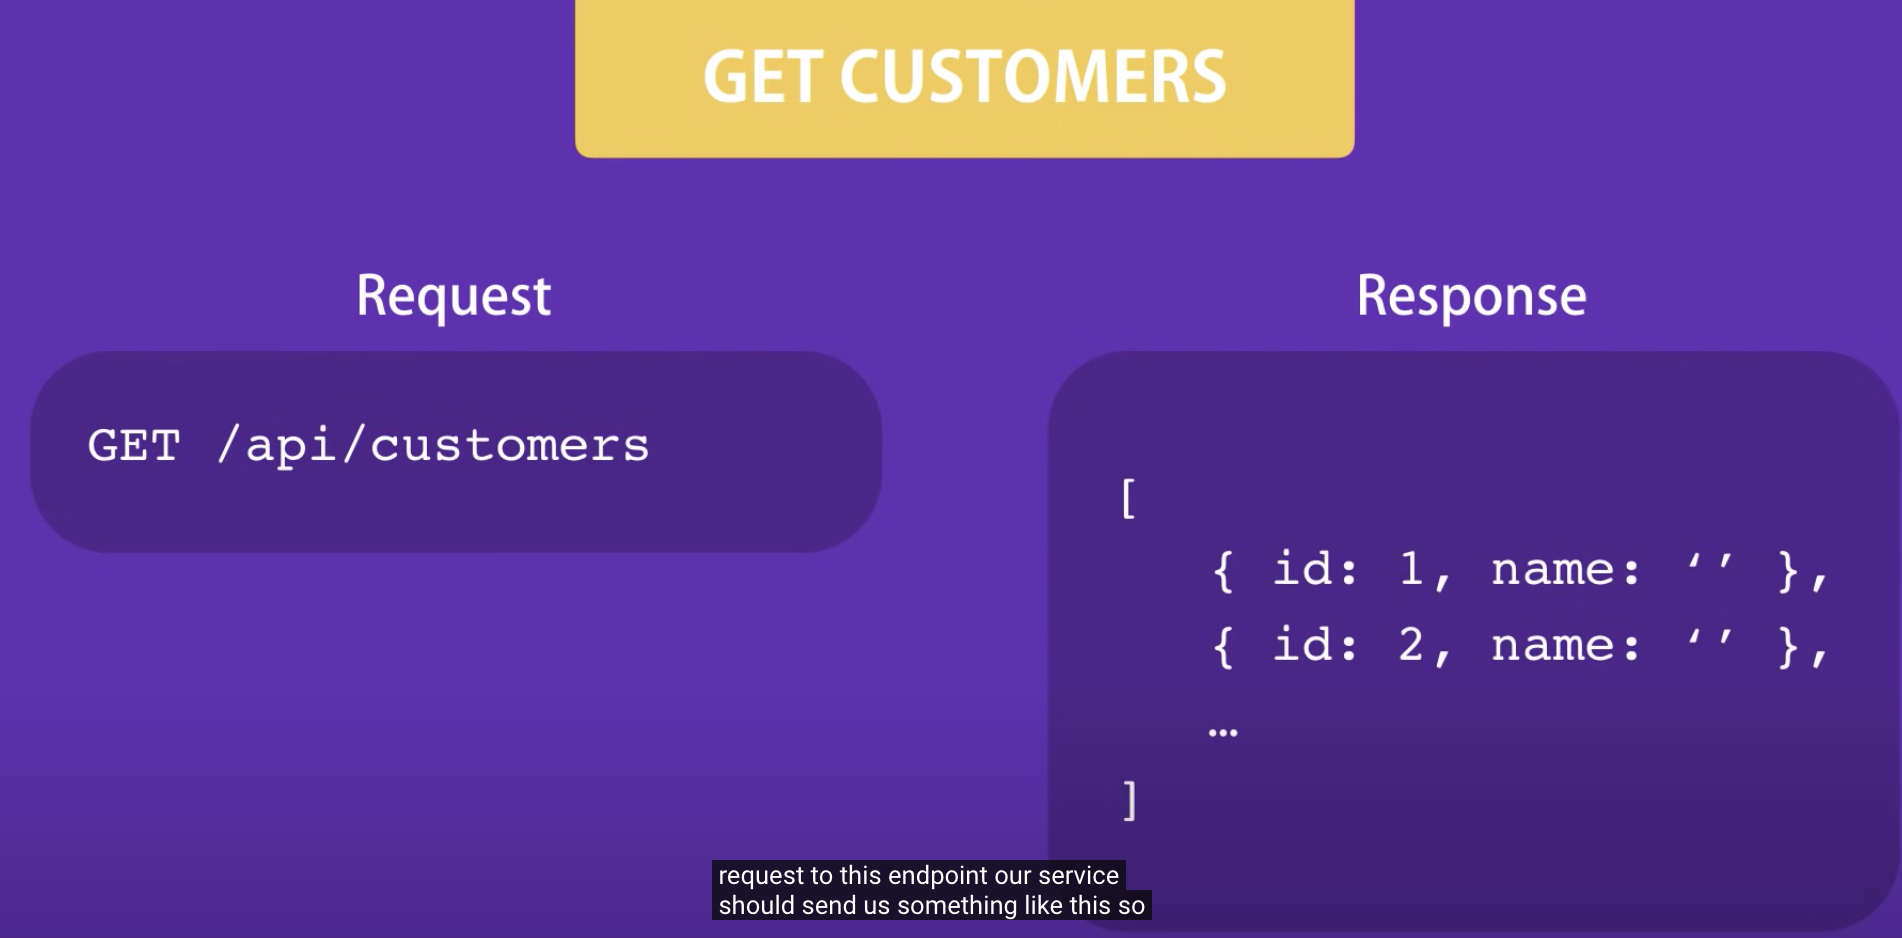 GET CUSTOMERS
Request
GET /api/customers
Response
[
{ id: 1, name: ‘’ },
{ id: 2, name: ‘’ },
…
]
request to this endpoint our service
should send us something like this so